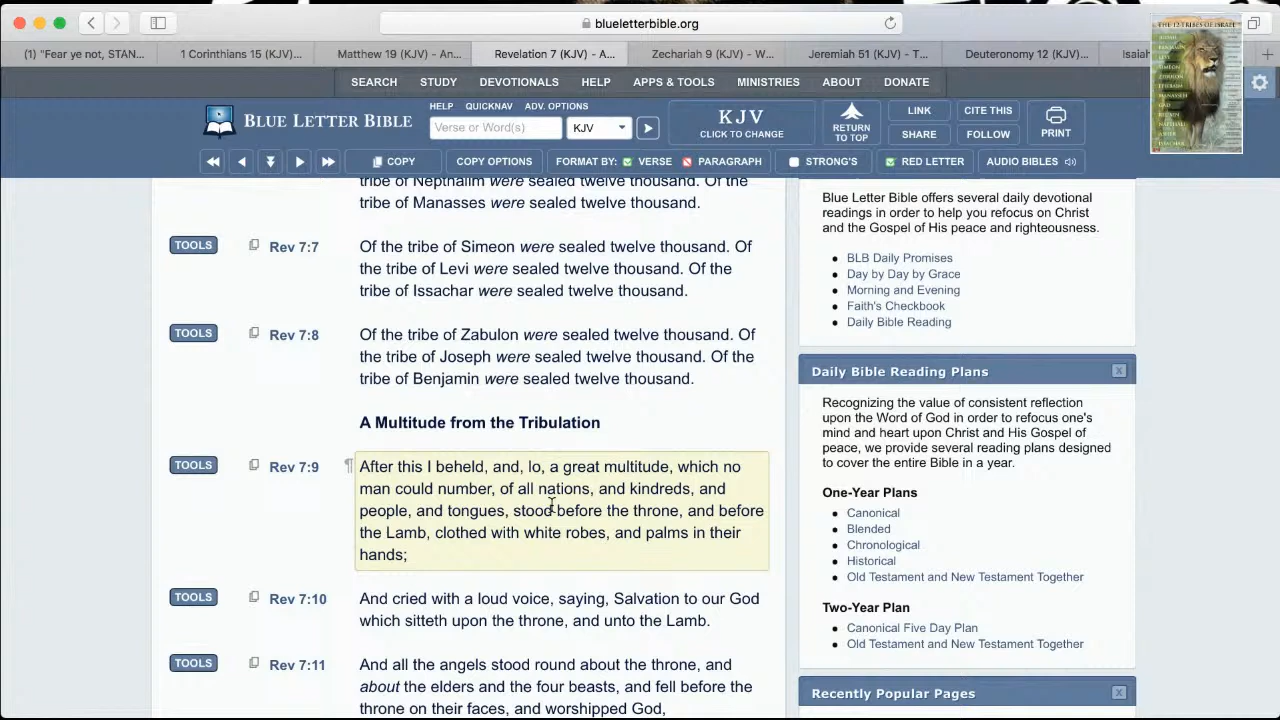 blueletterbible.org
(1) "Fear ye not, STAN...
1 Corinthians 15 (KJV)...
Matthew 19 (KJV) - An...
Revelation 7 (KJV) - A...
Zechariah 9 (KJV) - W...
Jeremiah 51 (KJV) - T...
Deuteronomy 12 (KJV)...
Isaiah
THE 12 TRIBES OF ISRAEL
SEARCH STUDY DEVOTIONALS HELP APPS & TOOLS MINISTRIES ABOUT DONATE
BLUE LETTER BIBLE
HELP QUICKNAV ADV. OPTIONS
Verse or Word(s)
KJV
KJV
CLICK TO CHANGE
RETURN
TO TOP
LINK
CITE THIS
SHARE
FOLLOW
PRINT
COPY COPY OPTIONS FORMAT BY: VERSE PARAGRAPH STRONG'S RED LETTER AUDIO BIBLES
tribe of Nepthalim were sealed twelve thousand. Of the
tribe of Manasses were sealed twelve thousand.
TOOLS Rev 7:7 Of the tribe of Simeon were sealed twelve thousand. Of
the tribe of Levi were sealed twelve thousand. Of the
tribe of Issachar were sealed twelve thousand.
TOOLS Rev 7:8 Of the tribe of Zabulon were sealed twelve thousand. Of
the tribe of Joseph were sealed twelve thousand. Of the
tribe of Benjamin were sealed twelve thousand.
A Multitude from the Tribulation
TOOLS Rev 7:9 ¶ After this I beheld, and, lo, a great multitude, which no
man could number, of all nations, and kindreds, and
people, and tongues, stood before the throne, and before
the Lamb, clothed with white robes, and palms in their
hands;
TOOLS Rev 7:10 And cried with a loud voice, saying, Salvation to our God
which sitteth upon the throne, and unto the Lamb.
TOOLS Rev 7:11 And all the angels stood round about the throne, and
about the elders and the four beasts, and fell before the
throne on their faces, and worshipped God,
Blue Letter Bible offers several daily devotional
readings in order to help you refocus on Christ
and the Gospel of His peace and righteousness.
BLB Daily Promises
Day by Day by Grace
Morning and Evening
Faith's Checkbook
Daily Bible Reading
Daily Bible Reading Plans X
Recognizing the value of consistent reflection
upon the Word of God in order to refocus one's
mind and heart upon Christ and His Gospel of
peace, we provide several reading plans designed
to cover the entire Bible in a year.
One-Year Plans
Canonical
Blended
Chronological
Historical
Old Testament and New Testament Together
Two-Year Plan
Canonical Five Day Plan
Old Testament and New Testament Together
Recently Popular Pages X